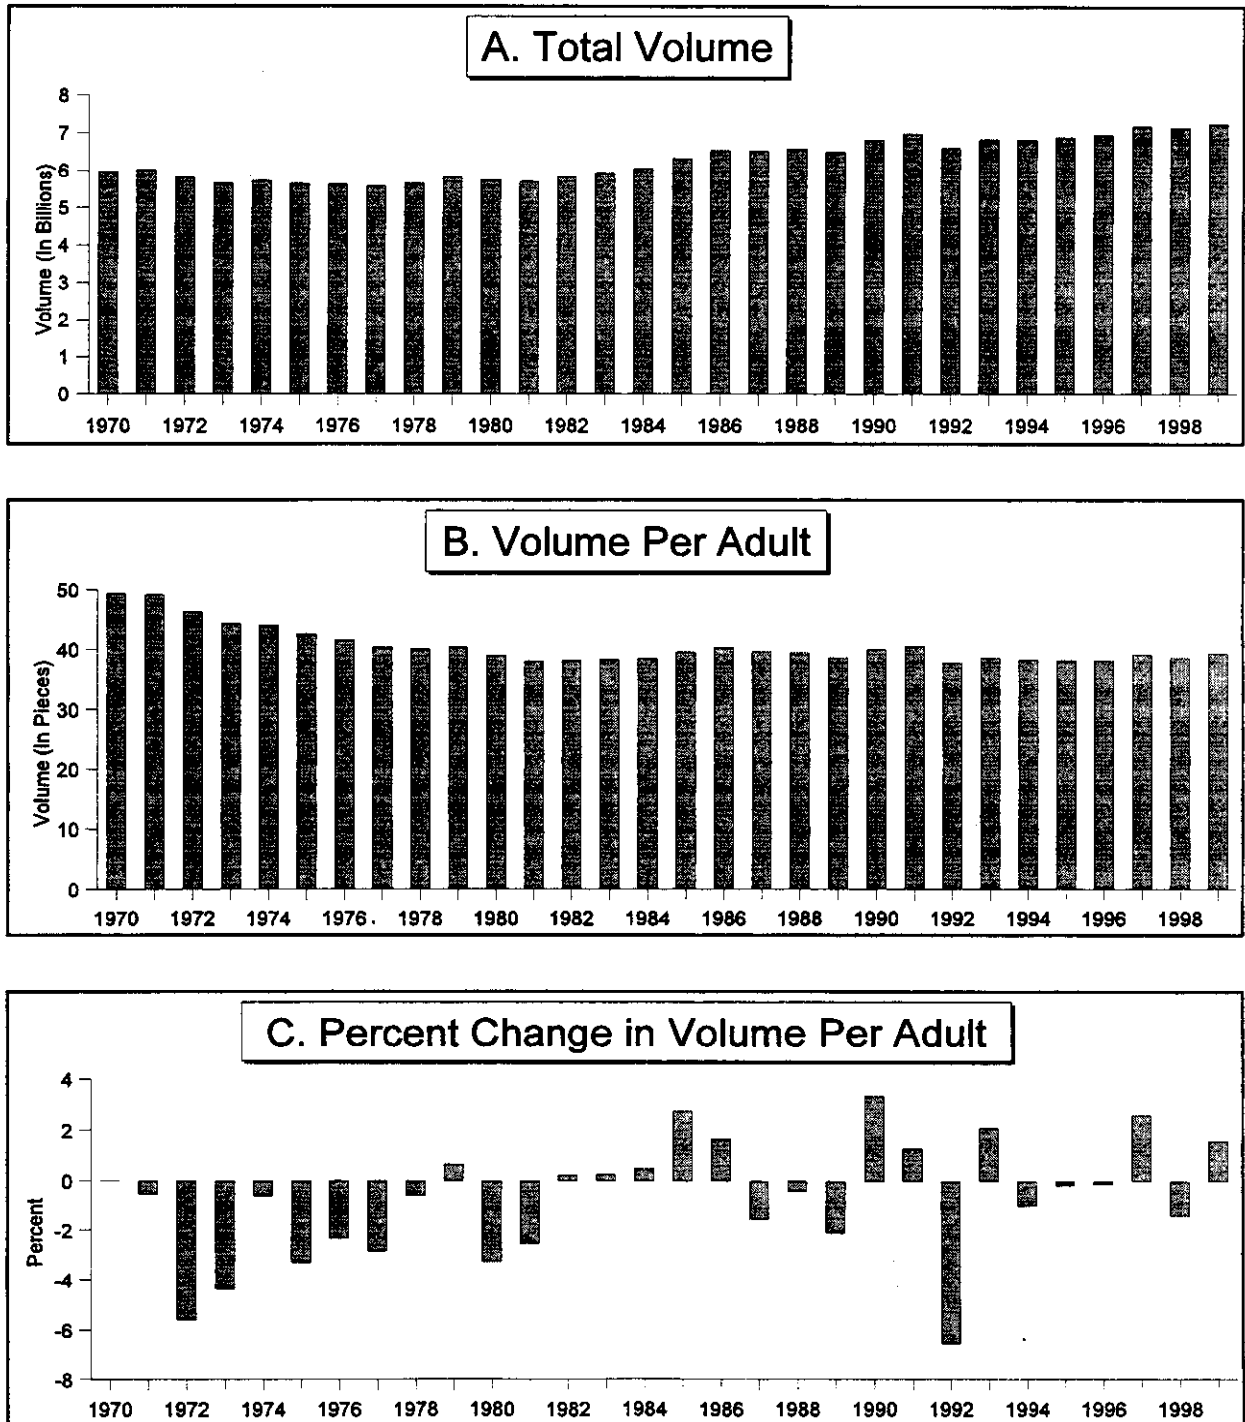 A. Total Volume
8
7
6
5
4
3
2
1
0
Volume (In Billions)
1970 1972 1974 1976 1978 1980 1982 1984 1986 1988 1990 1992 1994 1996 1998
B. Volume Per Adult
50
40
30
20
10
0
Volume (In Pieces)
1970 1972 1974 1976 1978 1980 1982 1984 1986 1988 1990 1992 1994 1996 1998
C. Percent Change in Volume Per Adult
4
2
0
-2
-4
-6
-8
Percent
1970 1972 1974 1976 1978 1980 1982 1984 1986 1988 1990 1992 1994 1996 1998